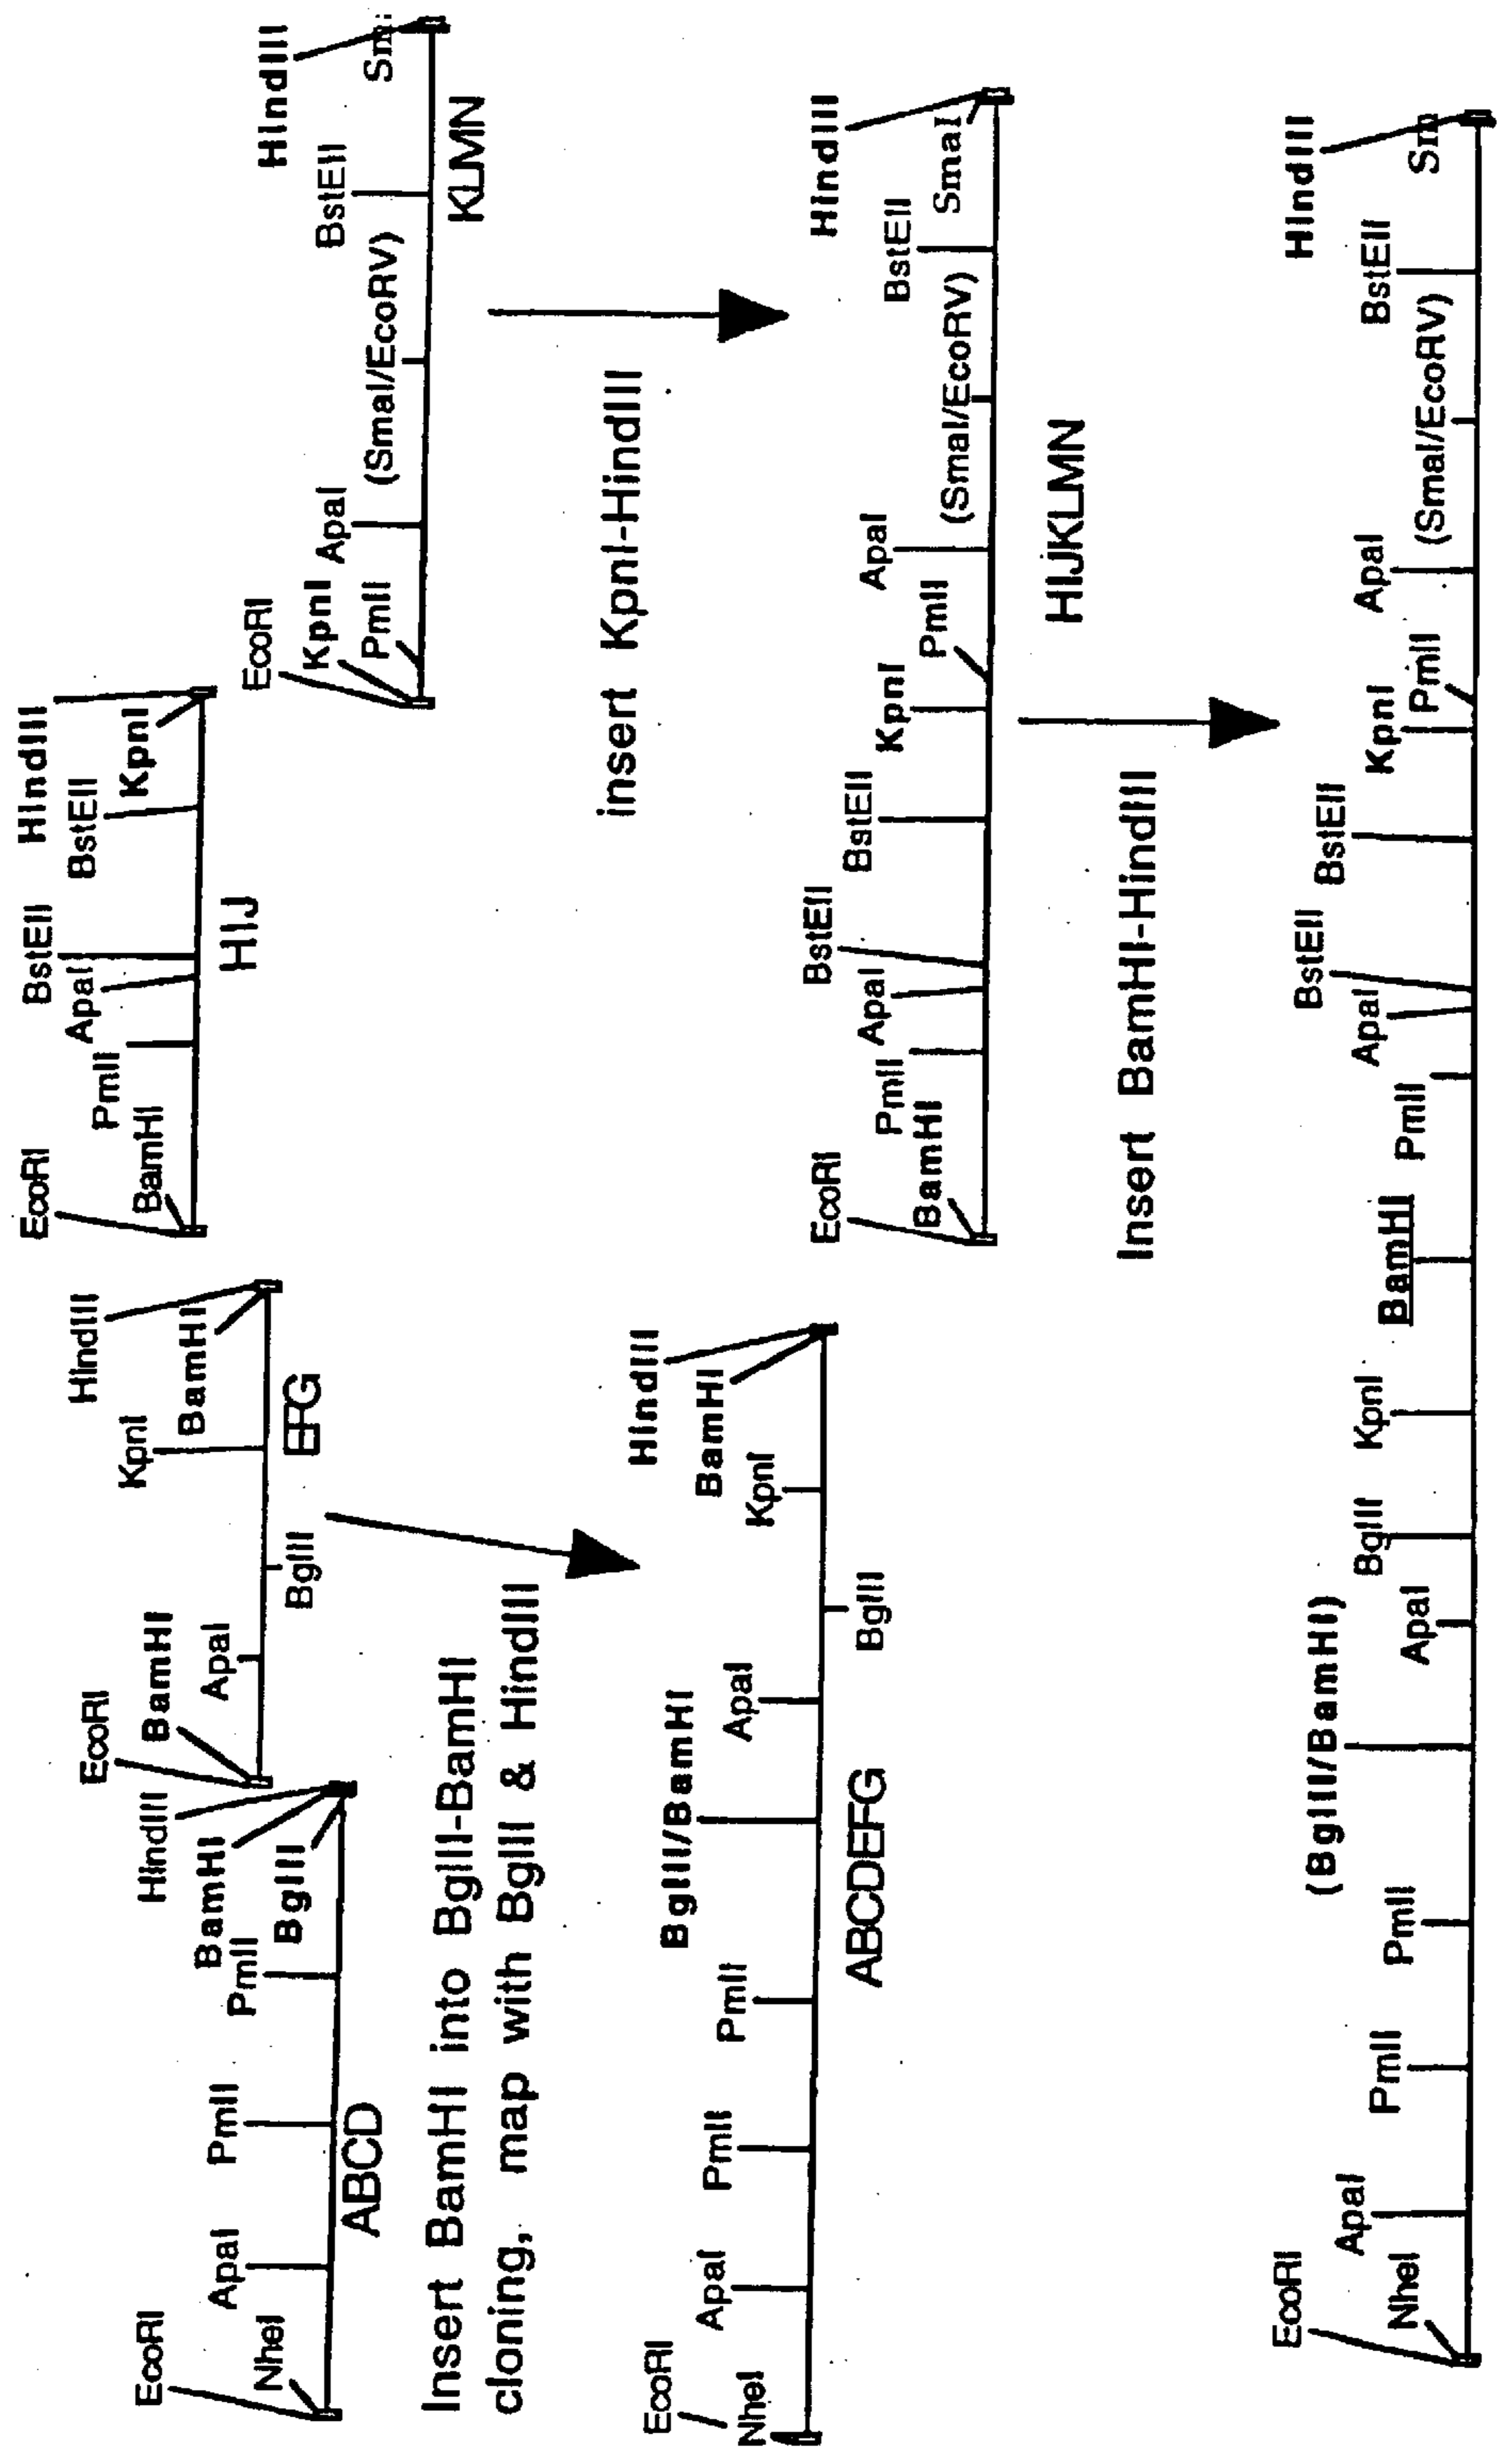 EcoRI
NheI
ApaI
PmlI
PmlI
BglII
BamHI
HindIII
ABCD
EcoRI
BamHI
ApaI
BglII
KpnI
BamHI
HindIII
EFG
EcoRI
BamHI
PmlI
ApaI
BstEII
BstEII
KpnI
HindIII
HIJ
EcoRI
KpnI
PmlI
ApaI
(SmaI/EcoRV)
BstEII
HindIII
KLMN
Insert BamHI into BglII-BamHI
cloning, map with BglII & HindIII
insert KpnI-HindIII
EcoRI
NheI
ApaI
PmlI
PmlI
BglII/BamHI
ApaI
BglII
KpnI
BamHI
HindIII
ABCDEFG
EcoRI
BamHI
PmlI
ApaI
BstEII
BstEII
KpnI
PmlI
ApaI
(SmaI/EcoRV)
BstEII
SmaI
HindIII
HIJKLMN
Insert BamHI-HindIII
EcoRI
NheI
ApaI
PmlI
PmlI
(BglII/BamHI)
ApaI
BglII
KpnI
BamHI
PmlI
ApaI
BstEII
BstEII
KpnI
PmlI
ApaI
(SmaI/EcoRV)
BstEII
Sm
HindIII